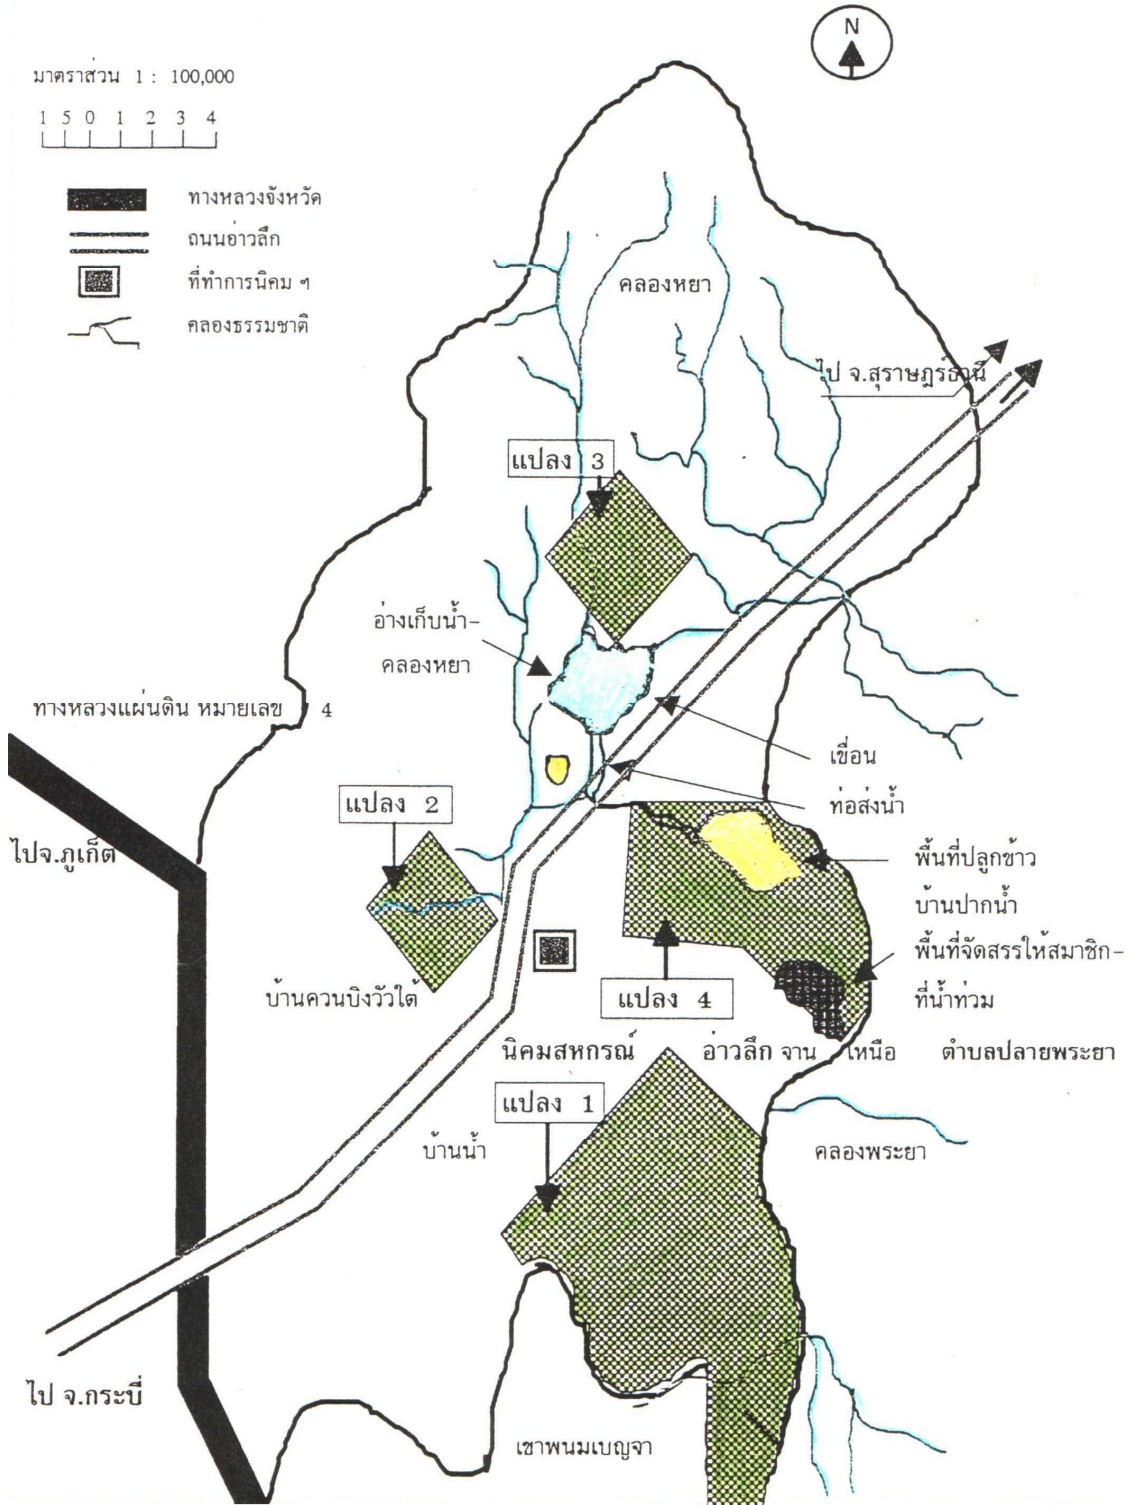 N
มาตราส่วน 1 : 100,000
1 5 0 1 2 3 4
ทางหลวงจังหวัด
ถนนอ่าวลึก
ที่ทำการนิคม ฯ
คลองธรรมชาติ
คลองหยา
ไป จ.สุราษฎร์ธานี
แปลง 3
อ่างเก็บน้ำ-
คลองหยา
ทางหลวงแผ่นดิน หมายเลข 4
เขื่อน
ท่อส่งน้ำ
แปลง 2
ไปจ.ภูเก็ต
พื้นที่ปลูกข้าว
บ้านปากน้ำ
พื้นที่จัดสรรให้สมาชิก-
ที่น้ำท่วม
บ้านควนบิงวัวใต้
แปลง 4
นิคมสหกรณ์ อ่าวลึก จาน เหนือ ตำบลปลายพระยา
แปลง 1
บ้านน้ำ
คลองพระยา
ไป จ.กระบี่
เขาพนมเบญจา